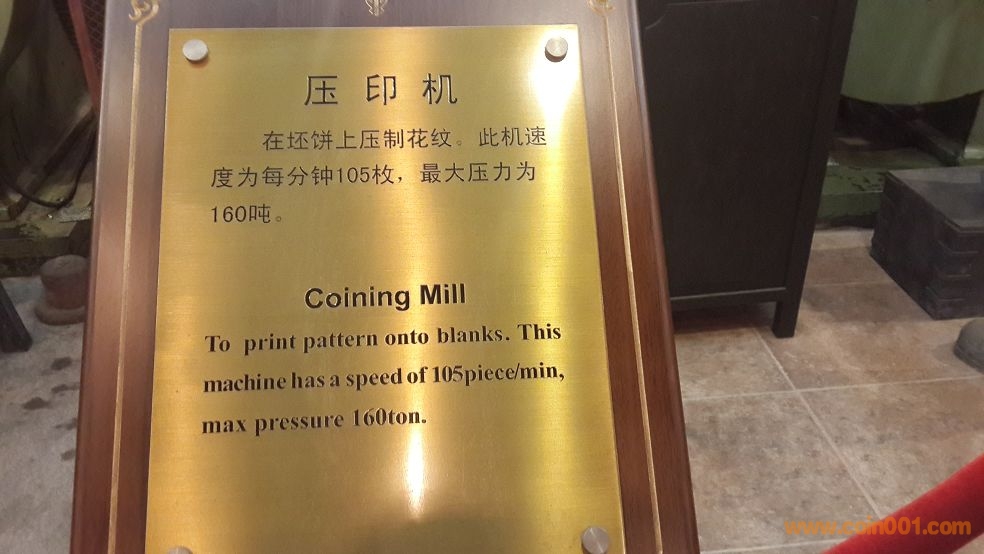 压印机
在坯饼上压制花纹。此机速
度为每分钟105枚，最大压力为
160吨。
Coining Mill
To print pattern onto blanks. This
machine has a speed of 105piece/min,
max pressure 160ton.
www.csm001.com